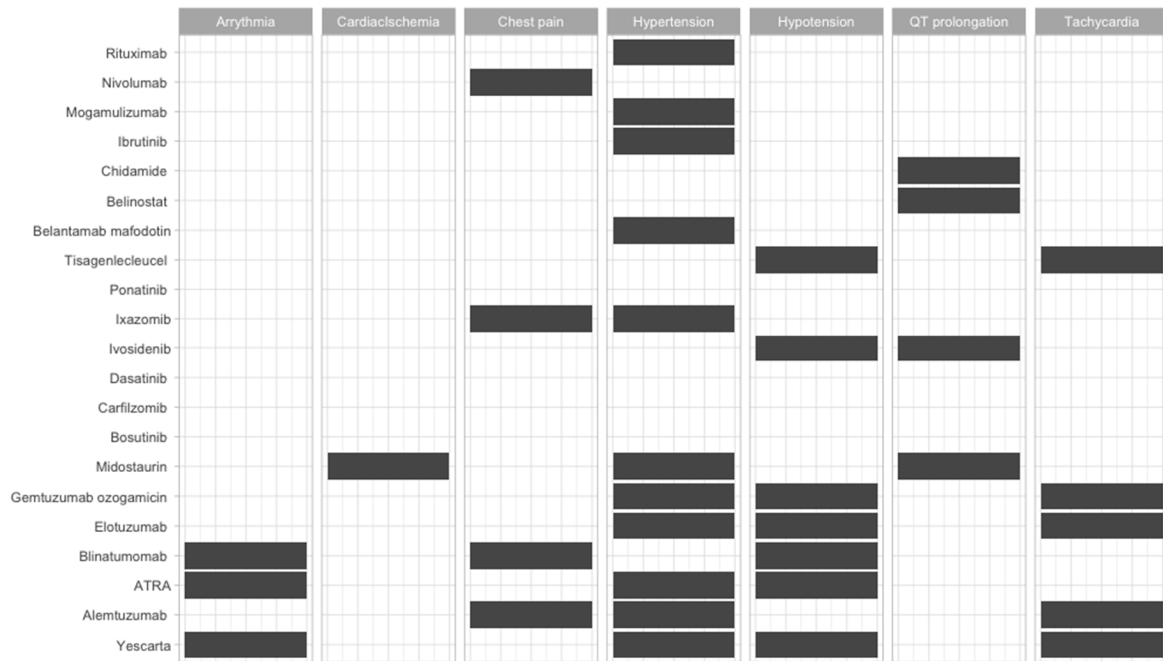 Arrythmia CardiacIschemia Chest pain Hypertension Hypotension QT prolongation Tachycardia
Rituximab
Nivolumab
Mogamulizumab
Ibrutinib
Chidamide
Belinostat
Belantamab mafodotin
Tisagenlecleucel
Ponatinib
Ixazomib
Ivosidenib
Dasatinib
Carfilzomib
Bosutinib
Midostaurin
Gemtuzumab ozogamicin
Elotuzumab
Blinatumomab
ATRA
Alemtuzumab
Yescarta